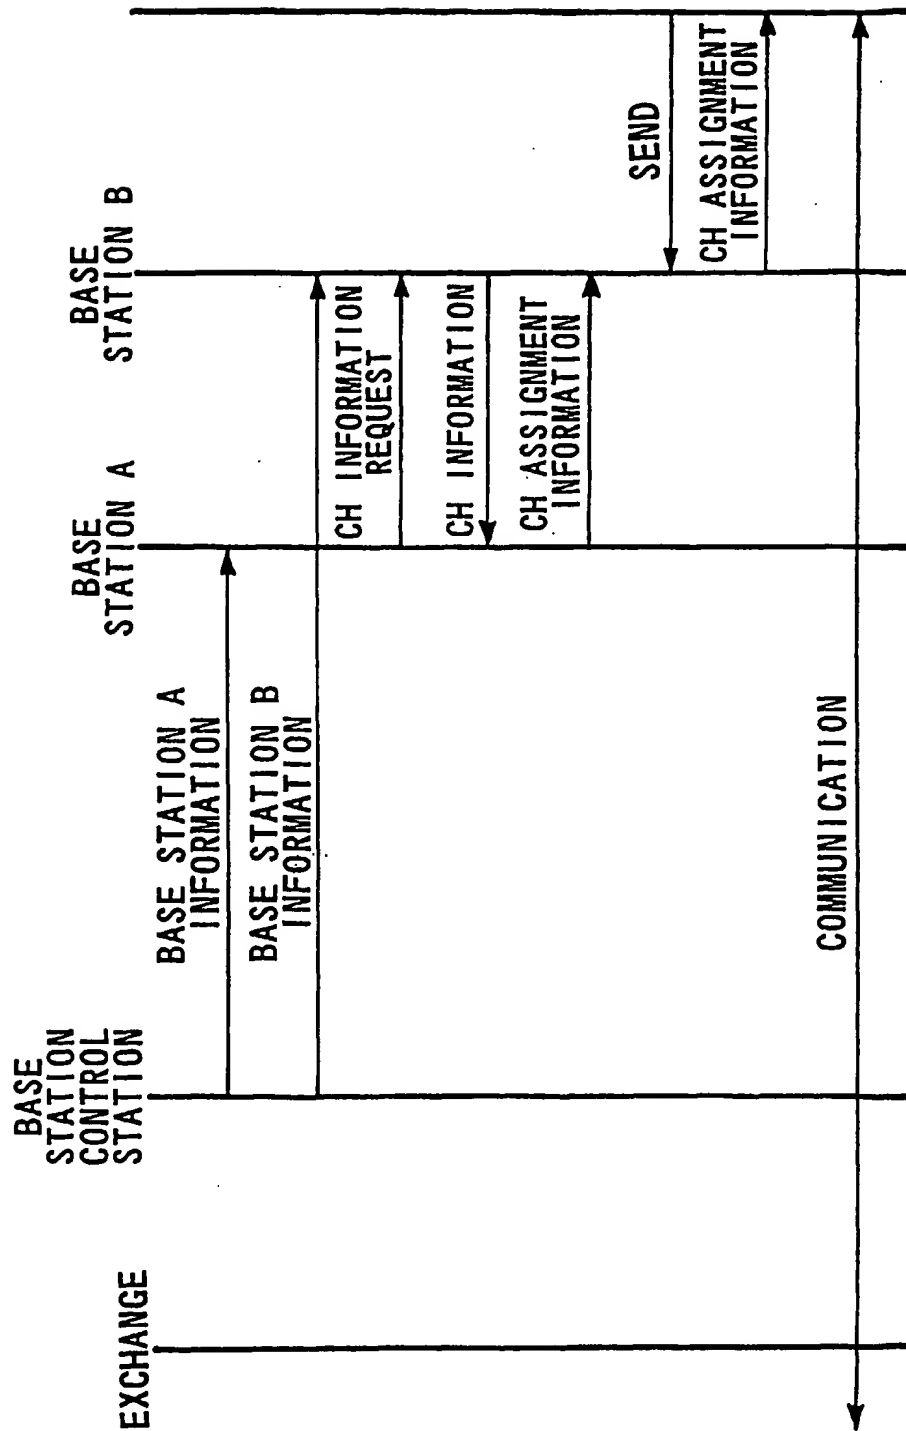 EXCHANGE
BASE
STATION
CONTROL
STATION
BASE
STATION A
BASE
STATION B
BASE STATION A
INFORMATION
BASE STATION B
INFORMATION
CH INFORMATION
REQUEST
CH INFORMATION
CH ASSIGNMENT
INFORMATION
SEND
CH ASSIGNMENT
INFORMATION
COMMUNICATION